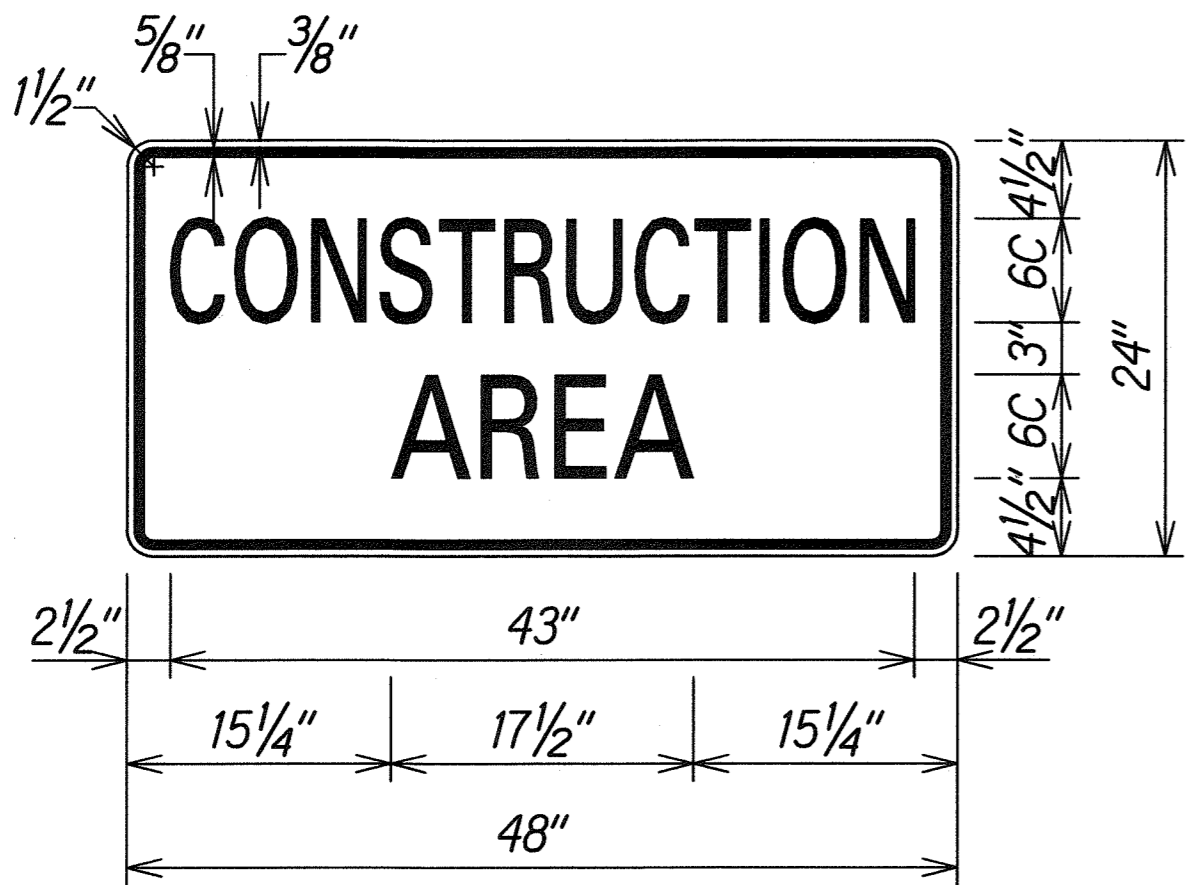 5/8" 3/8"
1 1/2"
CONSTRUCTION
AREA
4 1/2"
6C
3"
6C
4 1/2"
24"
2 1/2" 43" 2 1/2"
15 1/4" 17 1/2" 15 1/4"
48"